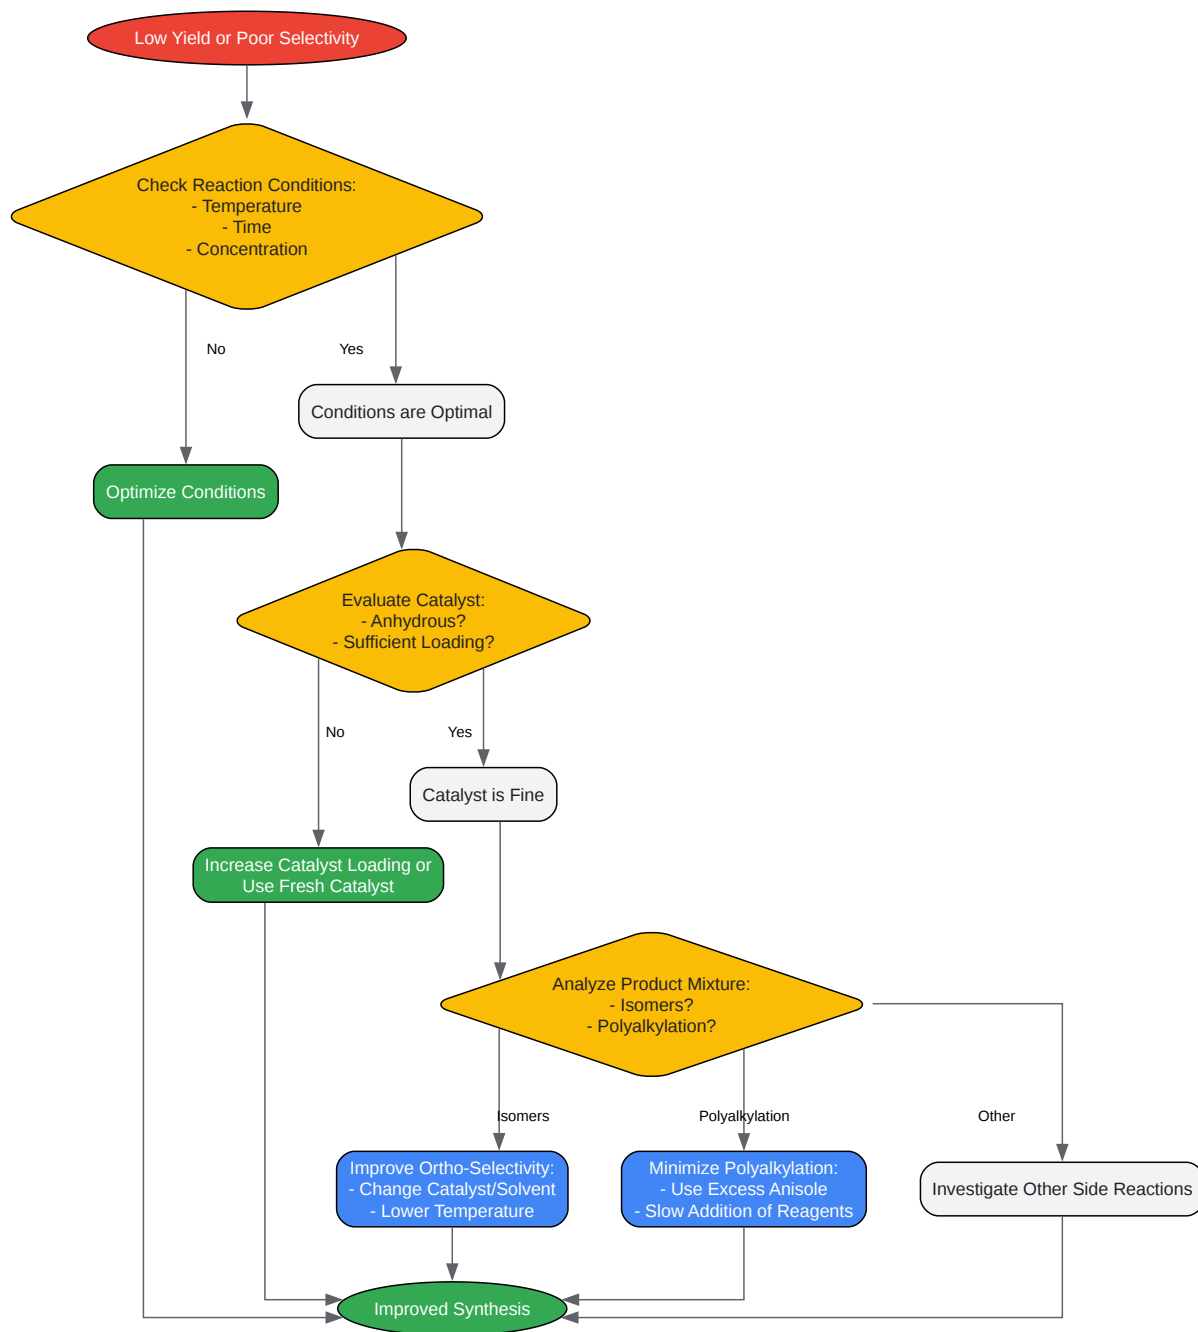 Low Yield or Poor Selectivity
Check Reaction Conditions:
- Temperature
- Time
- Concentration
No
Yes
Conditions are Optimal
Optimize Conditions
Evaluate Catalyst:
- Anhydrous?
- Sufficient Loading?
No
Yes
Catalyst is Fine
Increase Catalyst Loading or
Use Fresh Catalyst
Analyze Product Mixture:
- Isomers?
- Polyalkylation?
Isomers
Polyalkylation
Other
Improve Ortho-Selectivity:
- Change Catalyst/Solvent
- Lower Temperature
Minimize Polyalkylation:
- Use Excess Anisole
- Slow Addition of Reagents
Investigate Other Side Reactions
Improved Synthesis